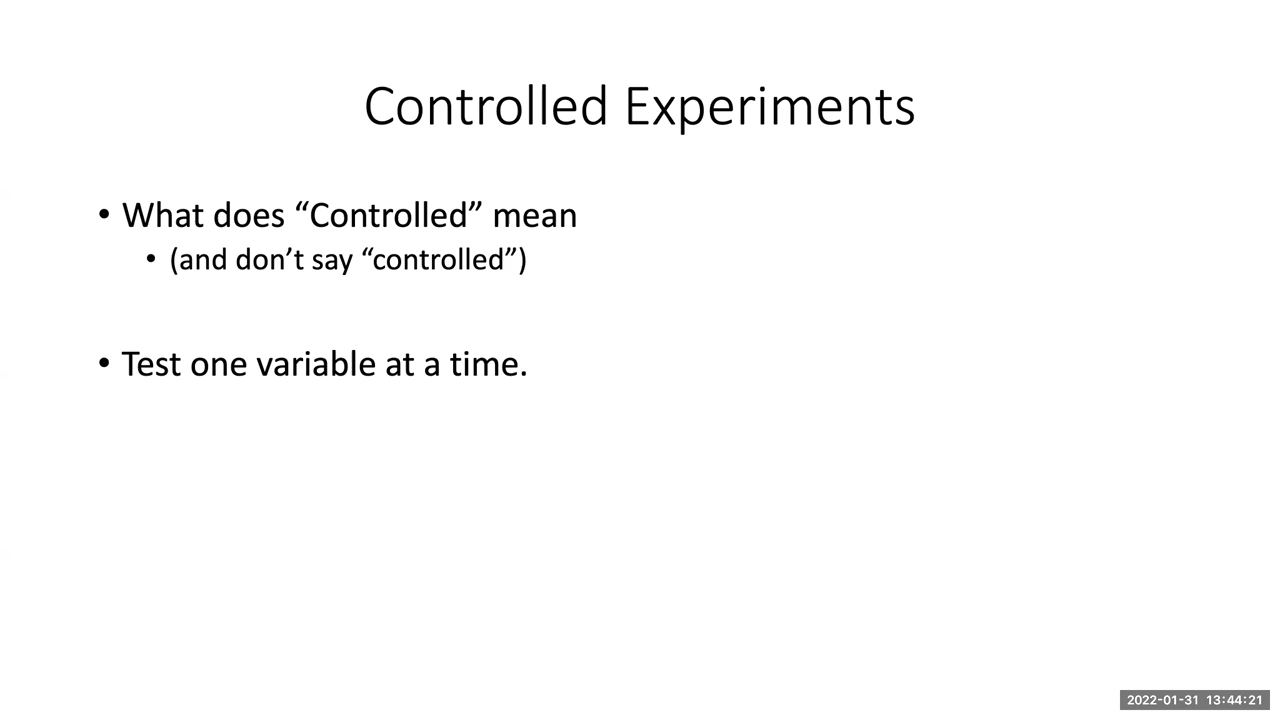 Controlled Experiments
• What does “Controlled” mean
• (and don’t say “controlled”)
• Test one variable at a time.
2022-01-31 13:44:21